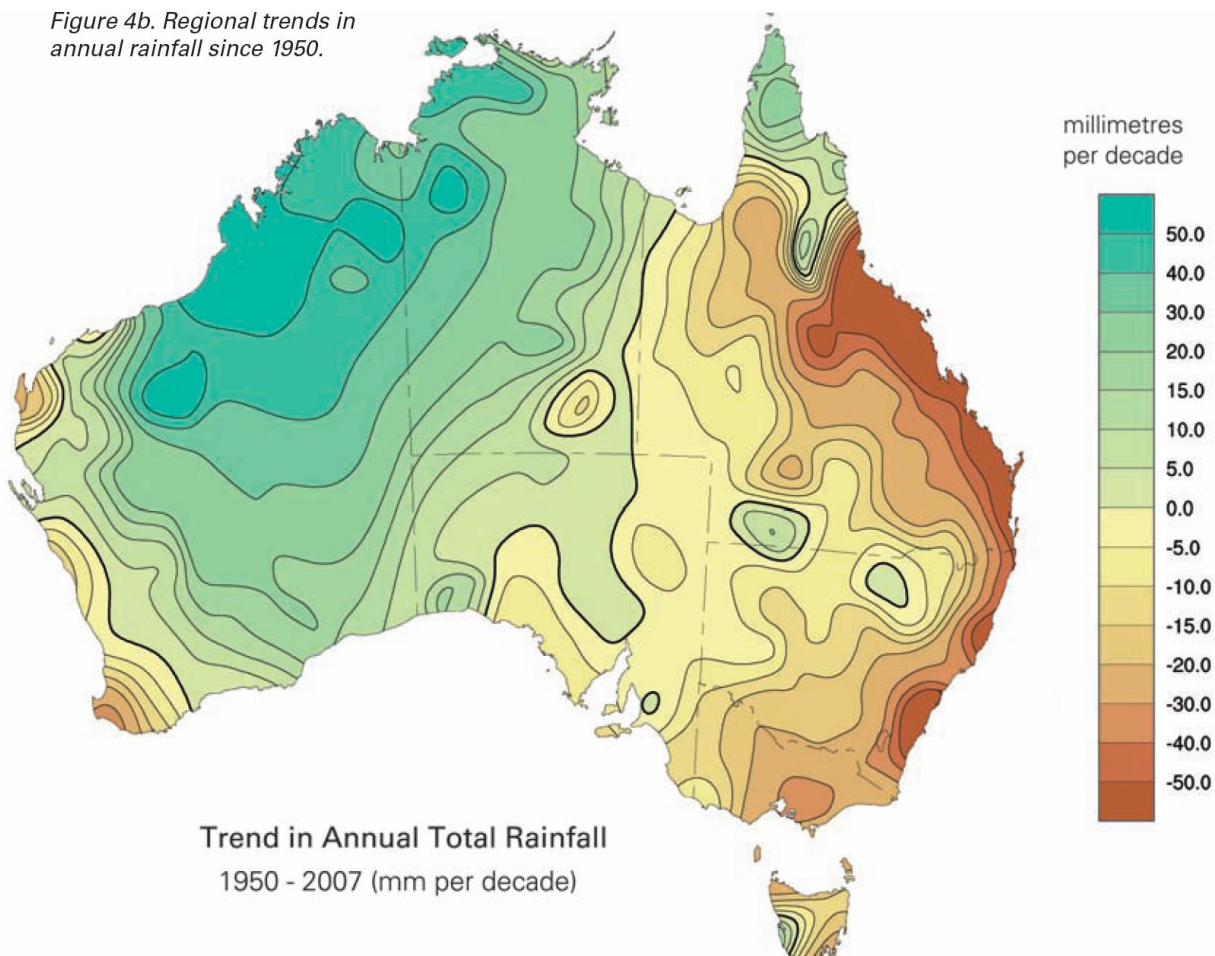 Figure 4b. Regional trends in
annual rainfall since 1950.
millimetres
per decade
50.0
40.0
30.0
20.0
15.0
10.0
5.0
0.0
-5.0
-10.0
-15.0
-20.0
-30.0
-40.0
-50.0
Trend in Annual Total Rainfall
1950 - 2007 (mm per decade)